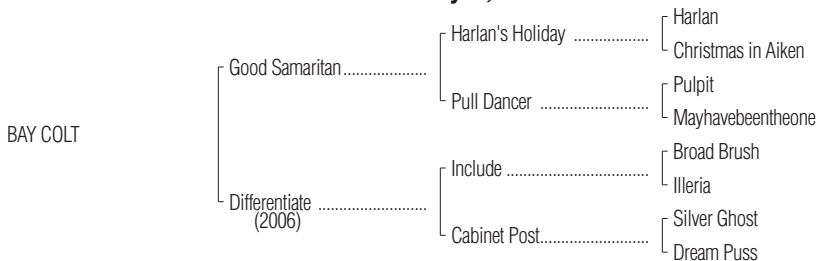 Harlan
Harlan's Holiday ..................
Christmas in Aiken
Good Samaritan....................
Pulpit
Pull Dancer ..........................
Mayhavebeentheone
BAY COLT
Broad Brush
Include ..................................
Illeria
Differentiate ..........................
(2006)
Silver Ghost
Cabinet Post..........................
Dream Puss